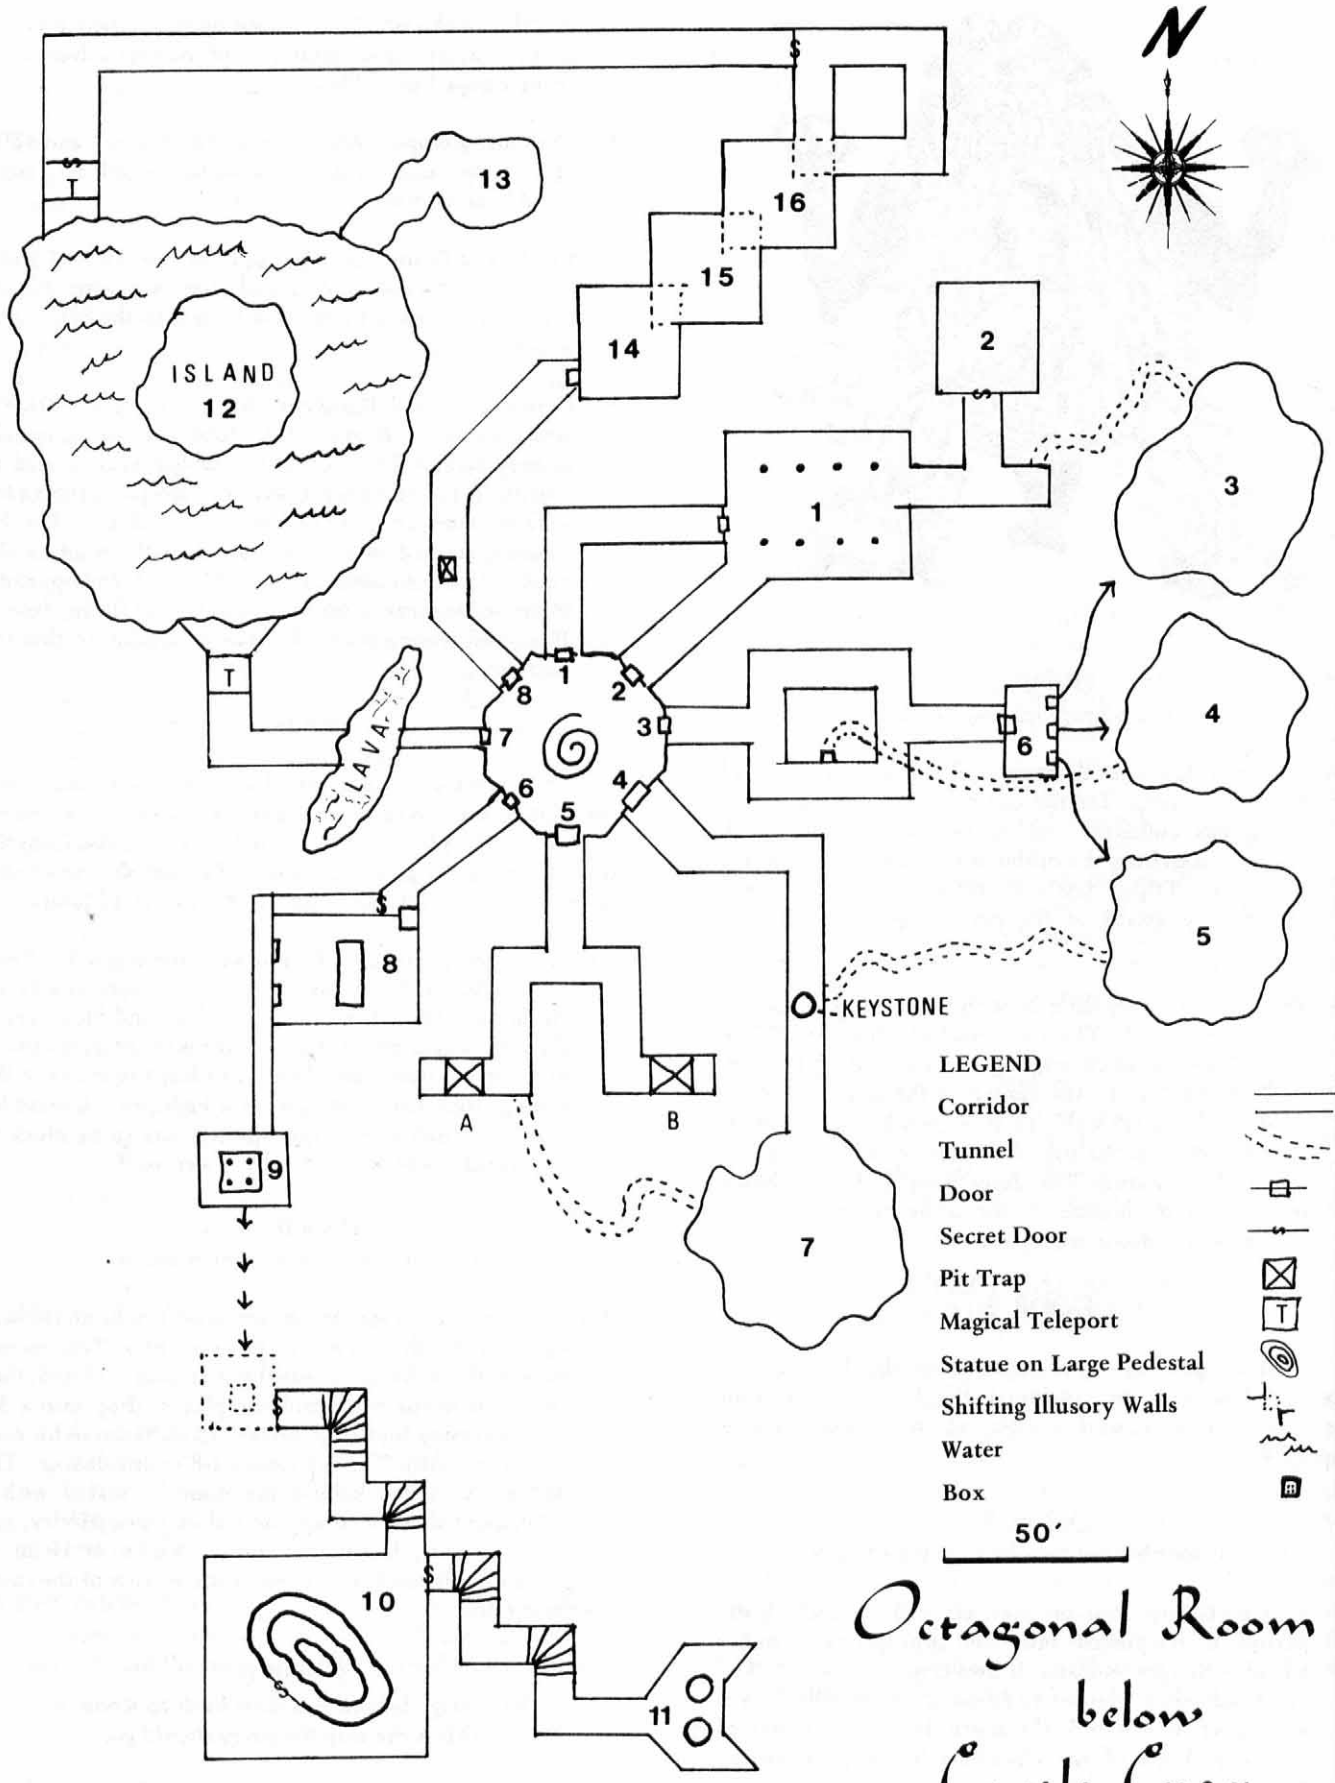 N
S
S
T
13
16
15
14
2
S
ISLAND
12
3
1
T
LAVA
8
1
2
7
3
6
4
5
6
4
S
8
5
KEYSTONE
A
B
9
7
LEGEND
Corridor
Tunnel
Door
Secret Door
S
Pit Trap
Magical Teleport
T
Statue on Large Pedestal
Shifting Illusory Walls
Water
Box
50'
S
S
10
S
11
Octagonal Room
below